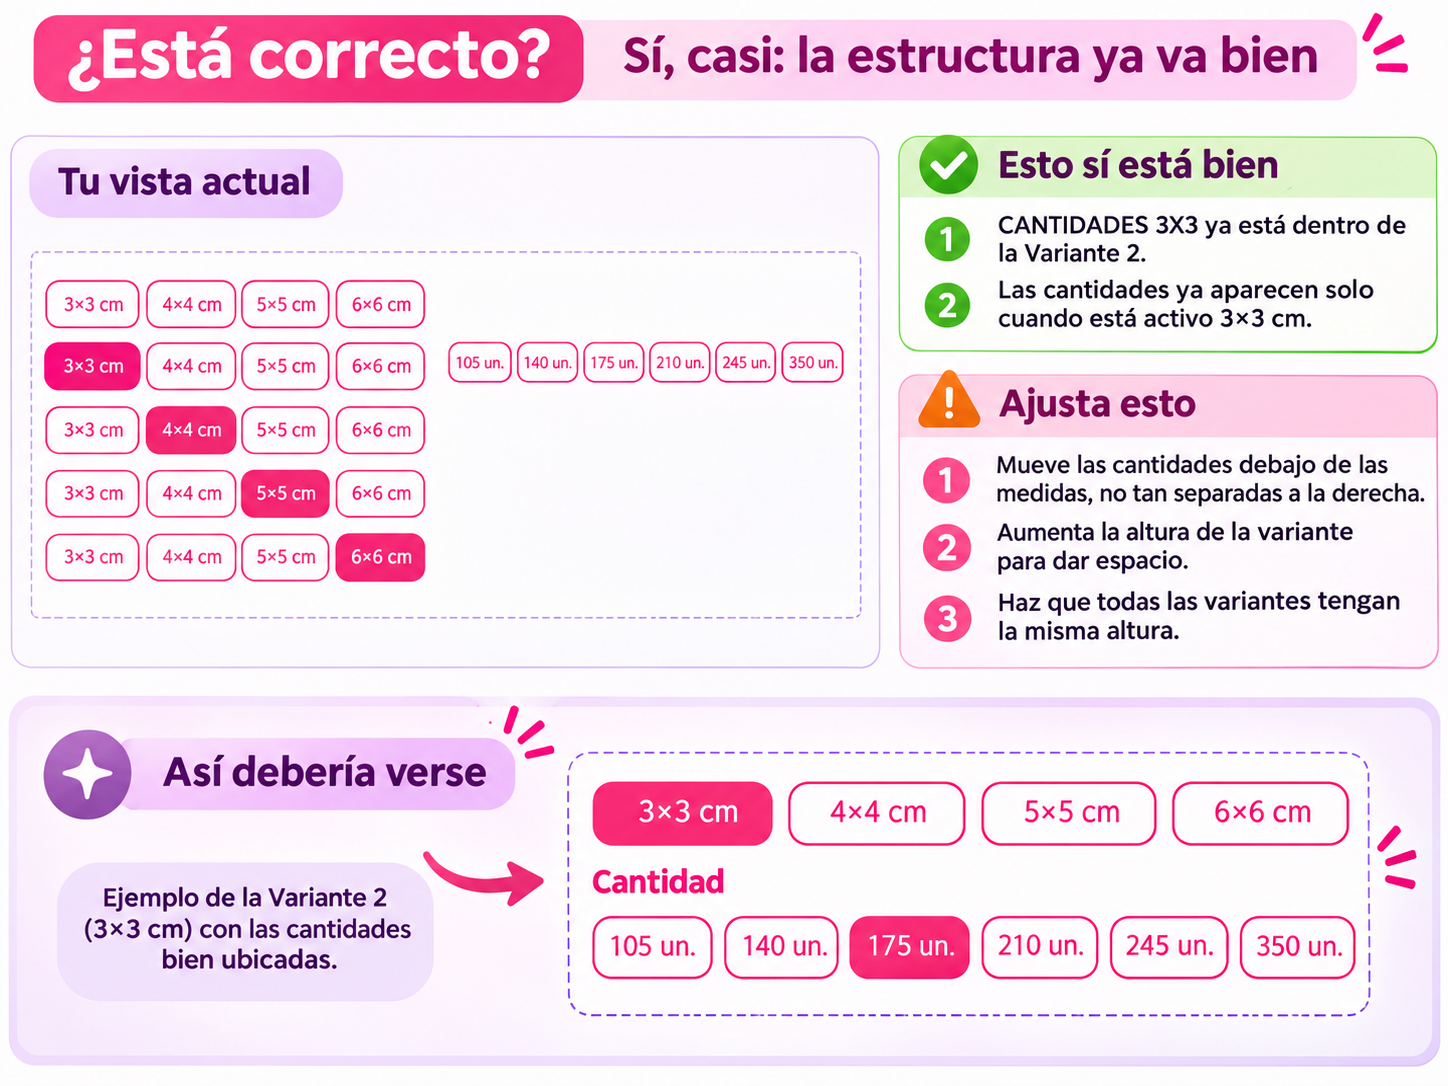 ¿Está correcto?
Sí, casi: la estructura ya va bien
Tu vista actual
3×3 cm 4×4 cm 5×5 cm 6×6 cm
3×3 cm 4×4 cm 5×5 cm 6×6 cm 105 un. 140 un. 175 un. 210 un. 245 un. 350 un.
3×3 cm 4×4 cm 5×5 cm 6×6 cm
3×3 cm 4×4 cm 5×5 cm 6×6 cm
3×3 cm 4×4 cm 5×5 cm 6×6 cm
Esto sí está bien
1 CANTIDADES 3X3 ya está dentro de
la Variante 2.
2 Las cantidades ya aparecen solo
cuando está activo 3×3 cm.
Ajusta esto
1 Mueve las cantidades debajo de las
medidas, no tan separadas a la derecha.
2 Aumenta la altura de la variante
para dar espacio.
3 Haz que todas las variantes tengan
la misma altura.
Así debería verse
Ejemplo de la Variante 2
(3×3 cm) con las cantidades
bien ubicadas.
3×3 cm 4×4 cm 5×5 cm 6×6 cm
Cantidad
105 un. 140 un. 175 un. 210 un. 245 un. 350 un.